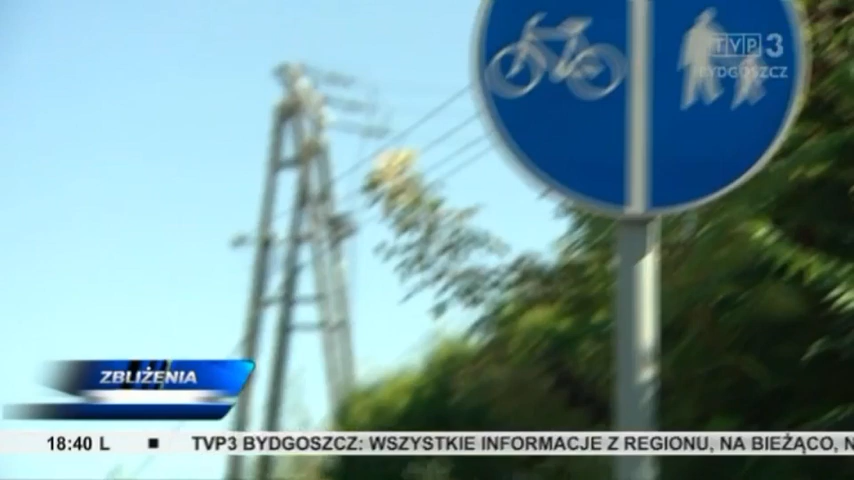 TVP3
BYDGOSZCZ
ZBLIŻENIA
18:40 L ■ TVP3 BYDGOSZCZ: WSZYSTKIE INFORMACJE Z REGIONU, NA BIEŻĄCO, N